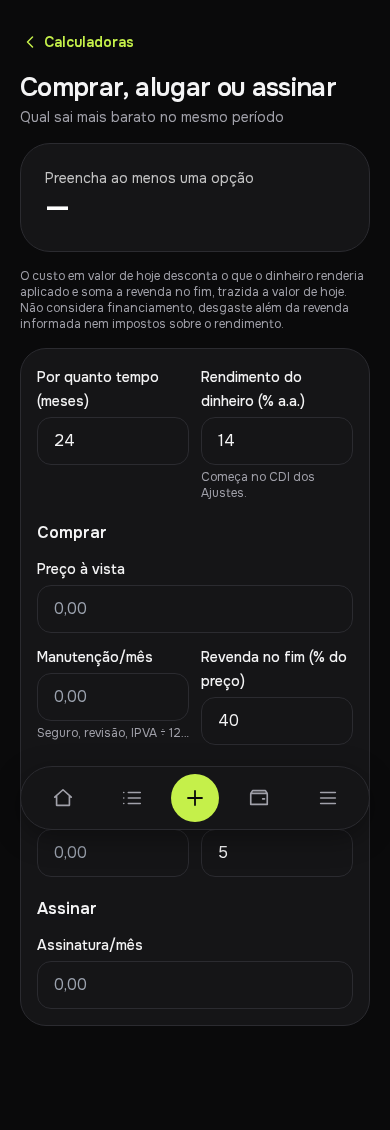 Calculadoras
Comprar, alugar ou assinar
Qual sai mais barato no mesmo período
Preencha ao menos uma opção
—
O custo em valor de hoje desconta o que o dinheiro renderia
aplicado e soma a revenda no fim, trazida a valor de hoje.
Não considera financiamento, desgaste além da revenda
informada nem impostos sobre o rendimento.
Por quanto tempo
(meses)
24
Rendimento do
dinheiro (% a.a.)
14
Começa no CDI dos
Ajustes.
Comprar
Preço à vista
0,00
Manutenção/mês
0,00
Seguro, revisão, IPVA ÷ 12...
Revenda no fim (% do
preço)
40
0,00
5
Assinar
Assinatura/mês
0,00